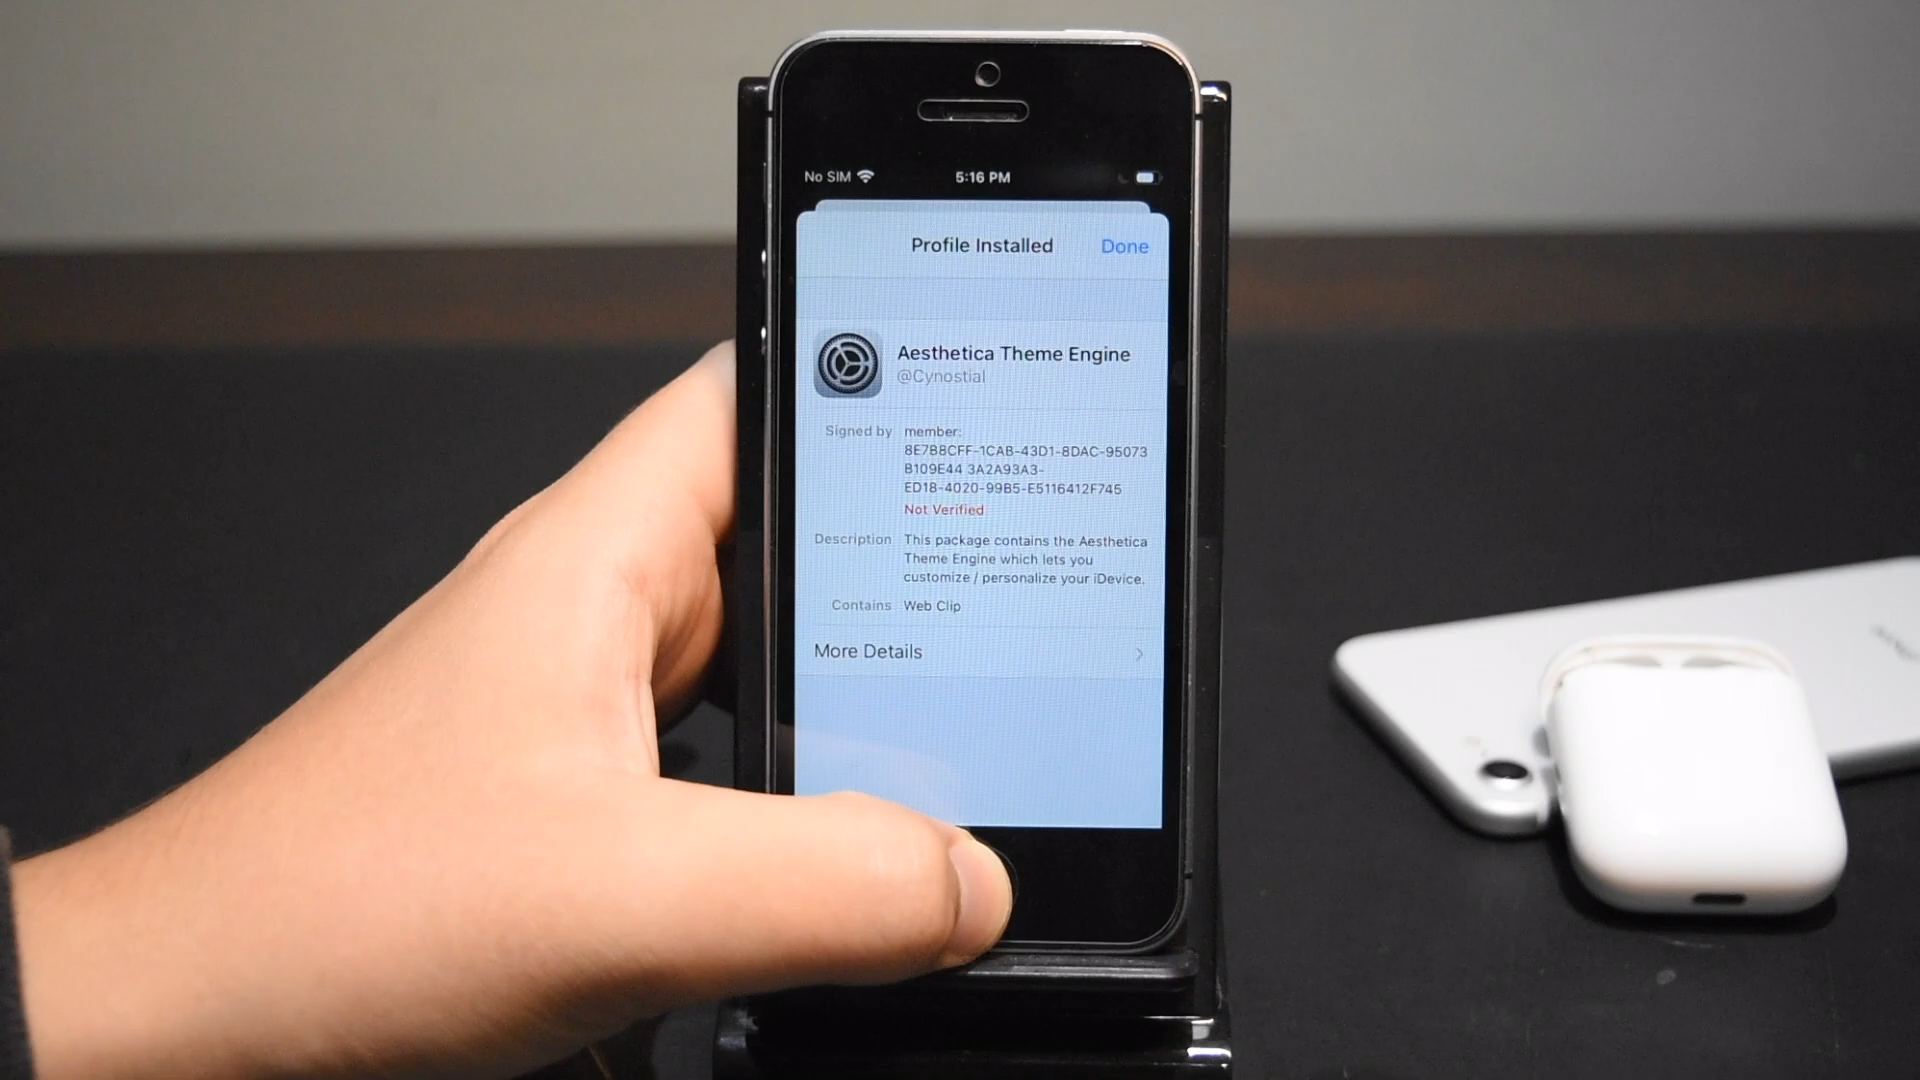 No SIM 5:16 PM
Profile Installed Done
Aesthetica Theme Engine
@Cynostial
Signed by member:
8E7B8CFF-1CAB-43D1-8DAC-95073
B109E44 3A2A93A3-
ED18-4020-99B5-E5116412F745
Not Verified
Description This package contains the Aesthetica
Theme Engine which lets you
customize / personalize your iDevice.
Contains Web Clip
More Details